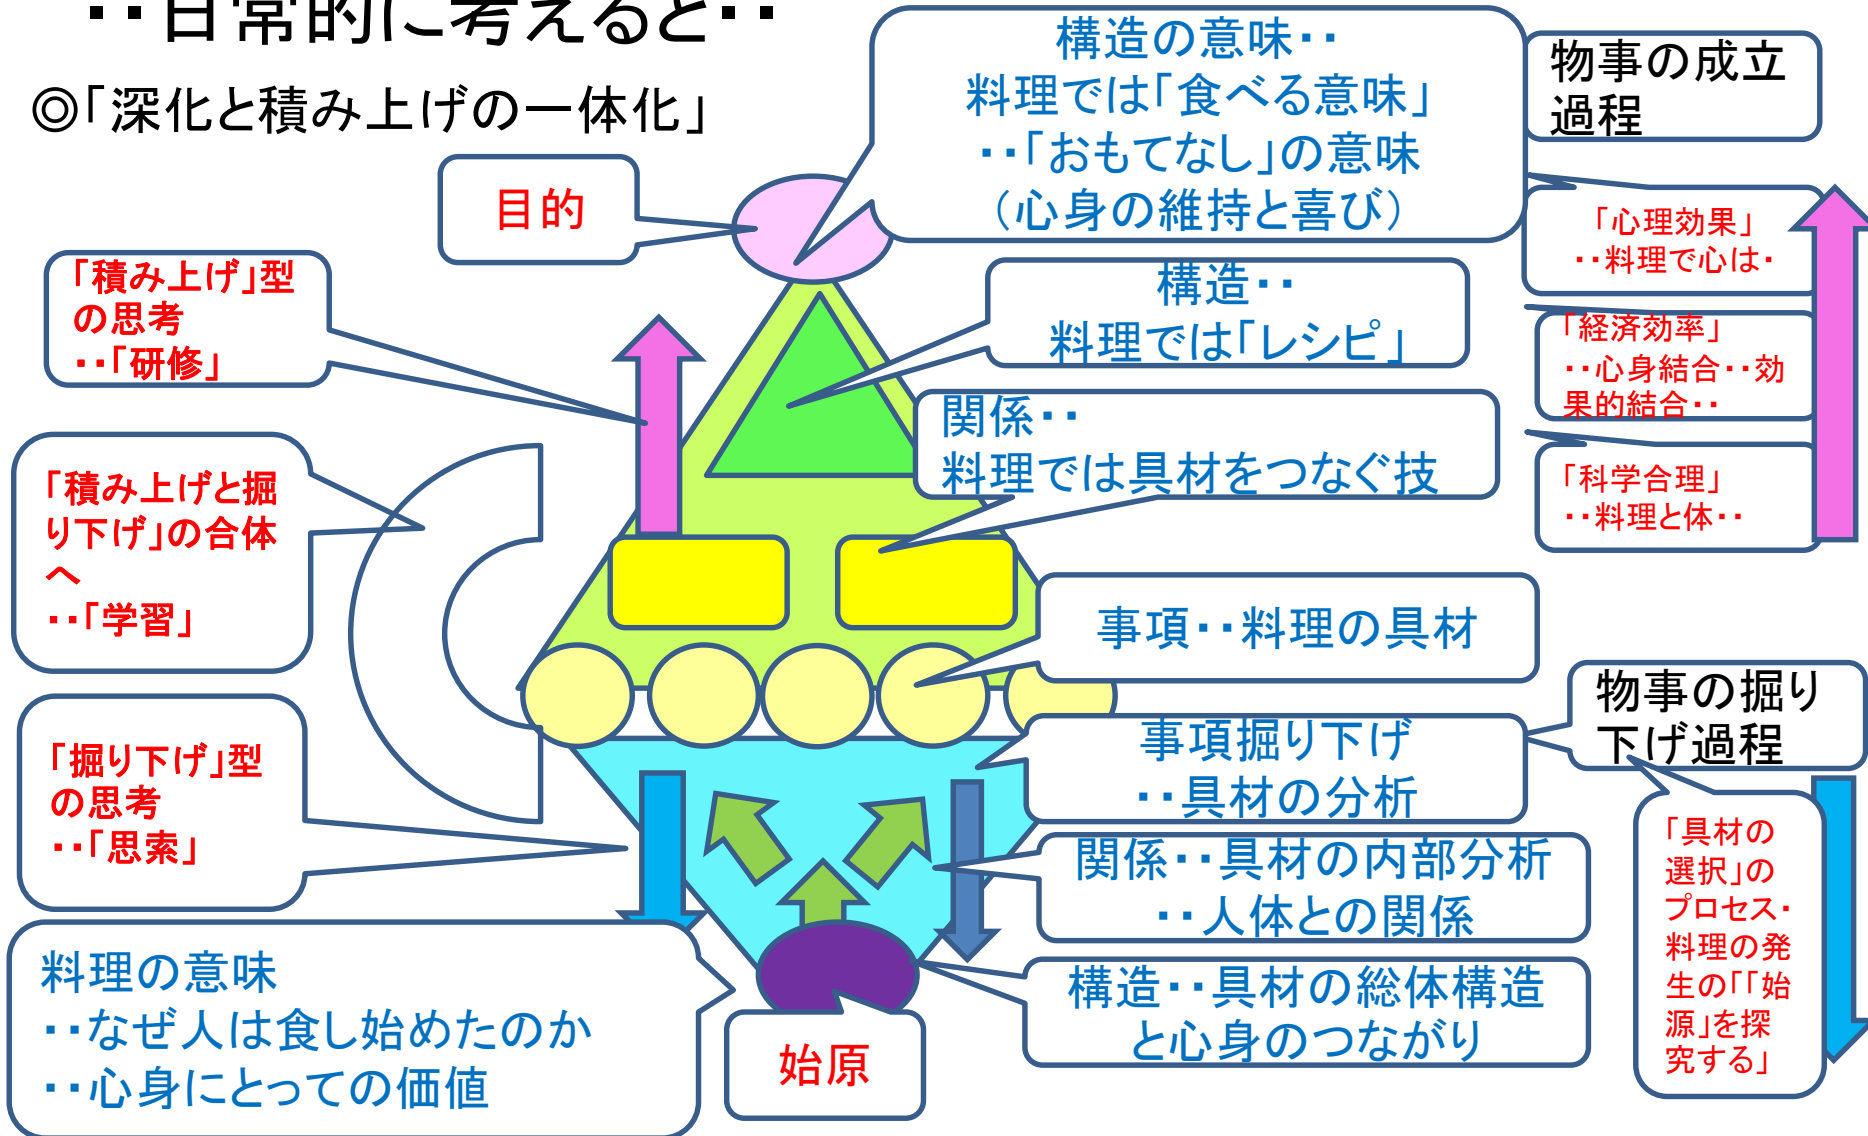 ・・日常的に考えると・・
◎「深化と積み上げの一体化」
構造の意味・・
料理では「食べる意味」
・・「おもてなし」の意味
（心身の維持と喜び）
物事の成立
過程
目的
「心理効果」
・・料理で心は・
「積み上げ」型
の思考
・・「研修」
構造・・
料理では「レシピ」
「経済効率」
・・心身結合・・効
果的結合・・
関係・・
料理では具材をつなぐ技
「積み上げと掘
り下げ」の合体
へ
・・「学習」
「科学合理」
・・料理と体・・
事項・・料理の具材
物事の掘り
下げ過程
「掘り下げ」型
の思考
・・「思索」
事項掘り下げ
・・具材の分析
「具材の
選択」の
プロセス・
料理の発
生の「「始
源」を探
究する」
関係・・具材の内部分析
・・人体との関係
料理の意味
・・なぜ人は食し始めたのか
・・心身にとっての価値
始原
構造・・具材の総体構造
と心身のつながり